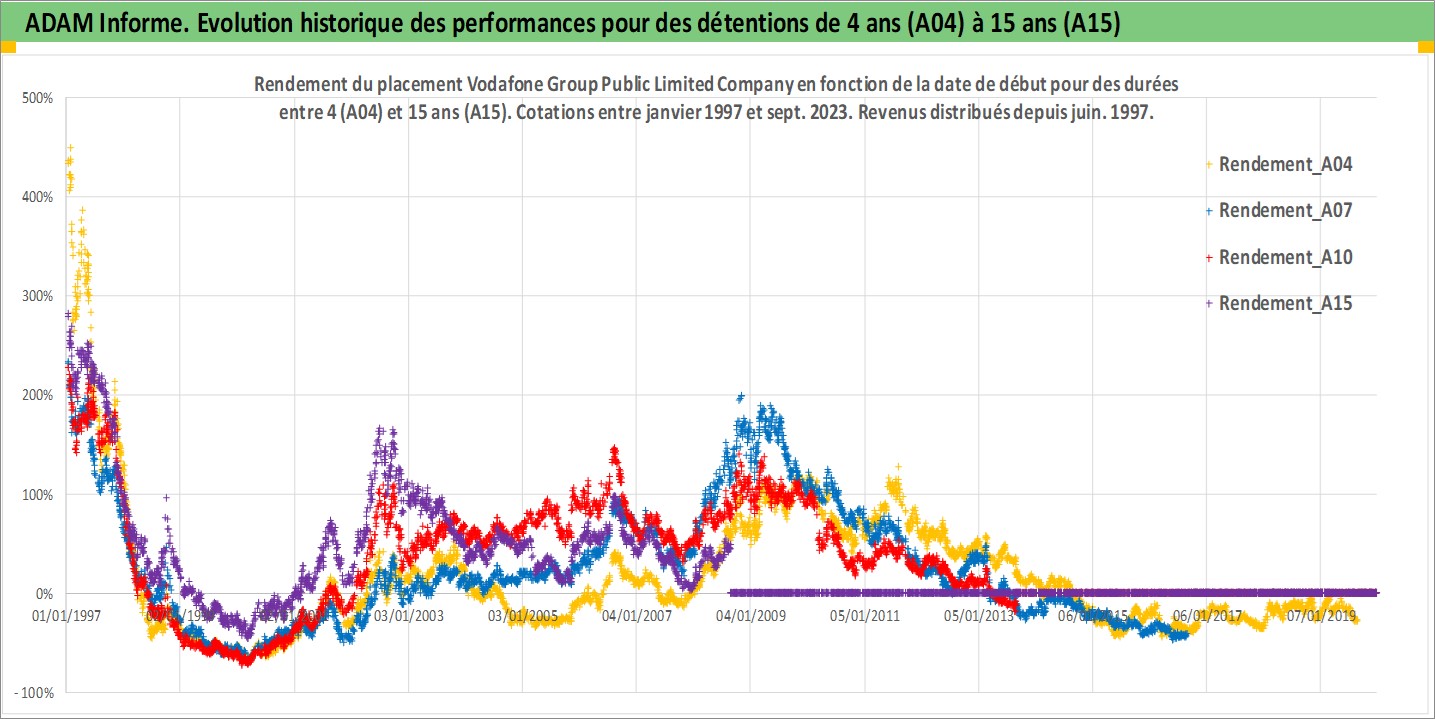 ADAM Informe. Evolution historique des performances pour des détentions de 4 ans (A04) à 15 ans (A15)
Rendement du placement Vodafone Group Public Limited Company en fonction de la date de début pour des durées
entre 4 (A04) et 15 ans (A15). Cotations entre janvier 1997 et sept. 2023. Revenus distribués depuis juin. 1997.
500%
400%
300%
200%
100%
0%
-100%
Rendement_A04
Rendement_A07
Rendement_A10
Rendement_A15
01/01/1997
03/01/2003
3/01/2005
04/01/2007
04/01/2009
05/01/2011
05/01/2013
06/01/2017
07/01/2019